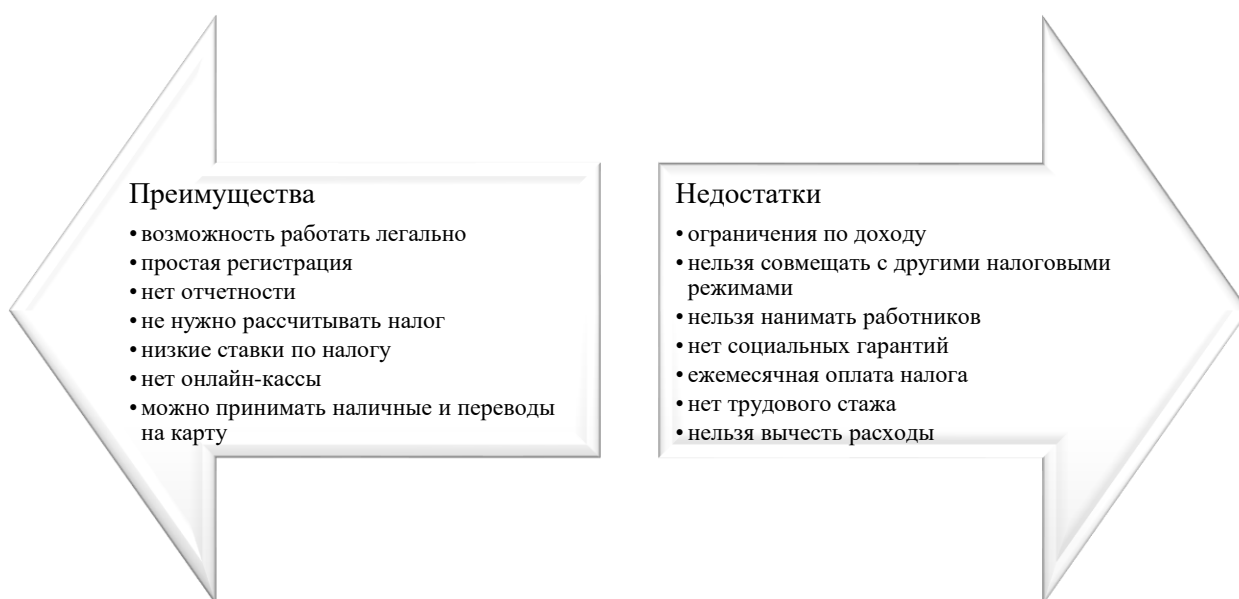 Преимущества
• возможность работать легально
• простая регистрация
• нет отчетности
• не нужно рассчитывать налог
• низкие ставки по налогу
• нет онлайн-кассы
• можно принимать наличные и переводы
на карту
Недостатки
• ограничения по доходу
• нельзя совмещать с другими налоговыми
режимами
• нельзя нанимать работников
• нет социальных гарантий
• ежемесячная оплата налога
• нет трудового стажа
• нельзя вычесть расходы